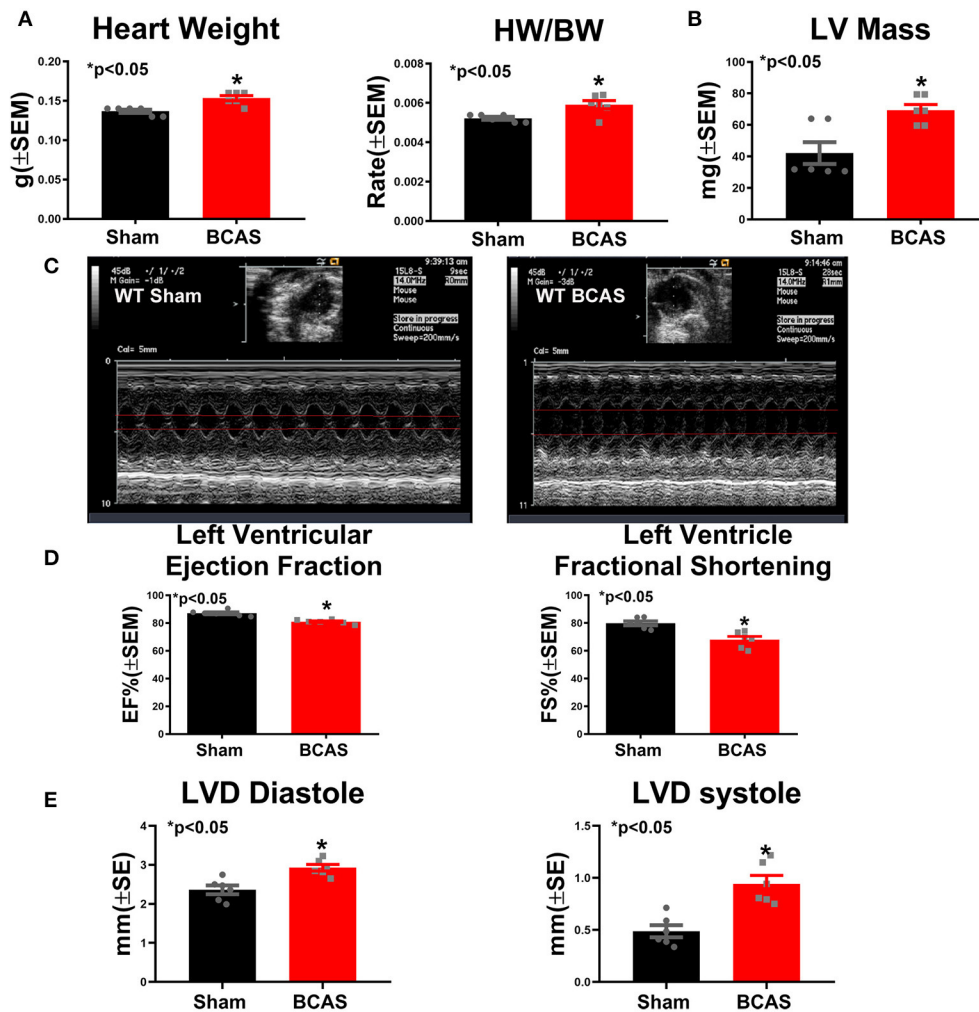 A
Heart Weight
*p<0.05
*
g(±SEM)
0.20
0.15
0.10
0.05
0.00
Sham
BCAS
HW/BW
*p<0.05
*
Rate(±SEM)
0.008
0.006
0.004
0.002
0.000
Sham
BCAS
B
LV Mass
*p<0.05
*
mg(±SEM)
100
80
60
40
20
0
Sham
BCAS
C
9:39:13 am
45dB • / 1 / • / 2
M Gain= -1dB
WT Sham
15L8-S 9sec
14.0MHz R0mm
Mouse
Mouse
Store in progress
Continuous
Sweep=200mm/s
Cal= 5mm
0
10
9:14:46 am
45dB • / 1 / • / 2
M Gain= -3dB
WT BCAS
15L8-S 28sec
14.0MHz R1mm
Mouse
Mouse
Store in progress
Continuous
Sweep=200mm/s
Cal= 5mm
1
11
D
Left Ventricular
Ejection Fraction
*p<0.05
*
EF%(±SEM)
100
80
60
40
20
0
Sham
BCAS
Left Ventricle
Fractional Shortening
*p<0.05
*
FS%(±SEM)
100
80
60
40
20
0
Sham
BCAS
E
LVD Diastole
*p<0.05
*
mm(±SE)
4
3
2
1
0
Sham
BCAS
LVD systole
*p<0.05
*
mm(±SE)
1.5
1.0
0.5
0.0
Sham
BCAS